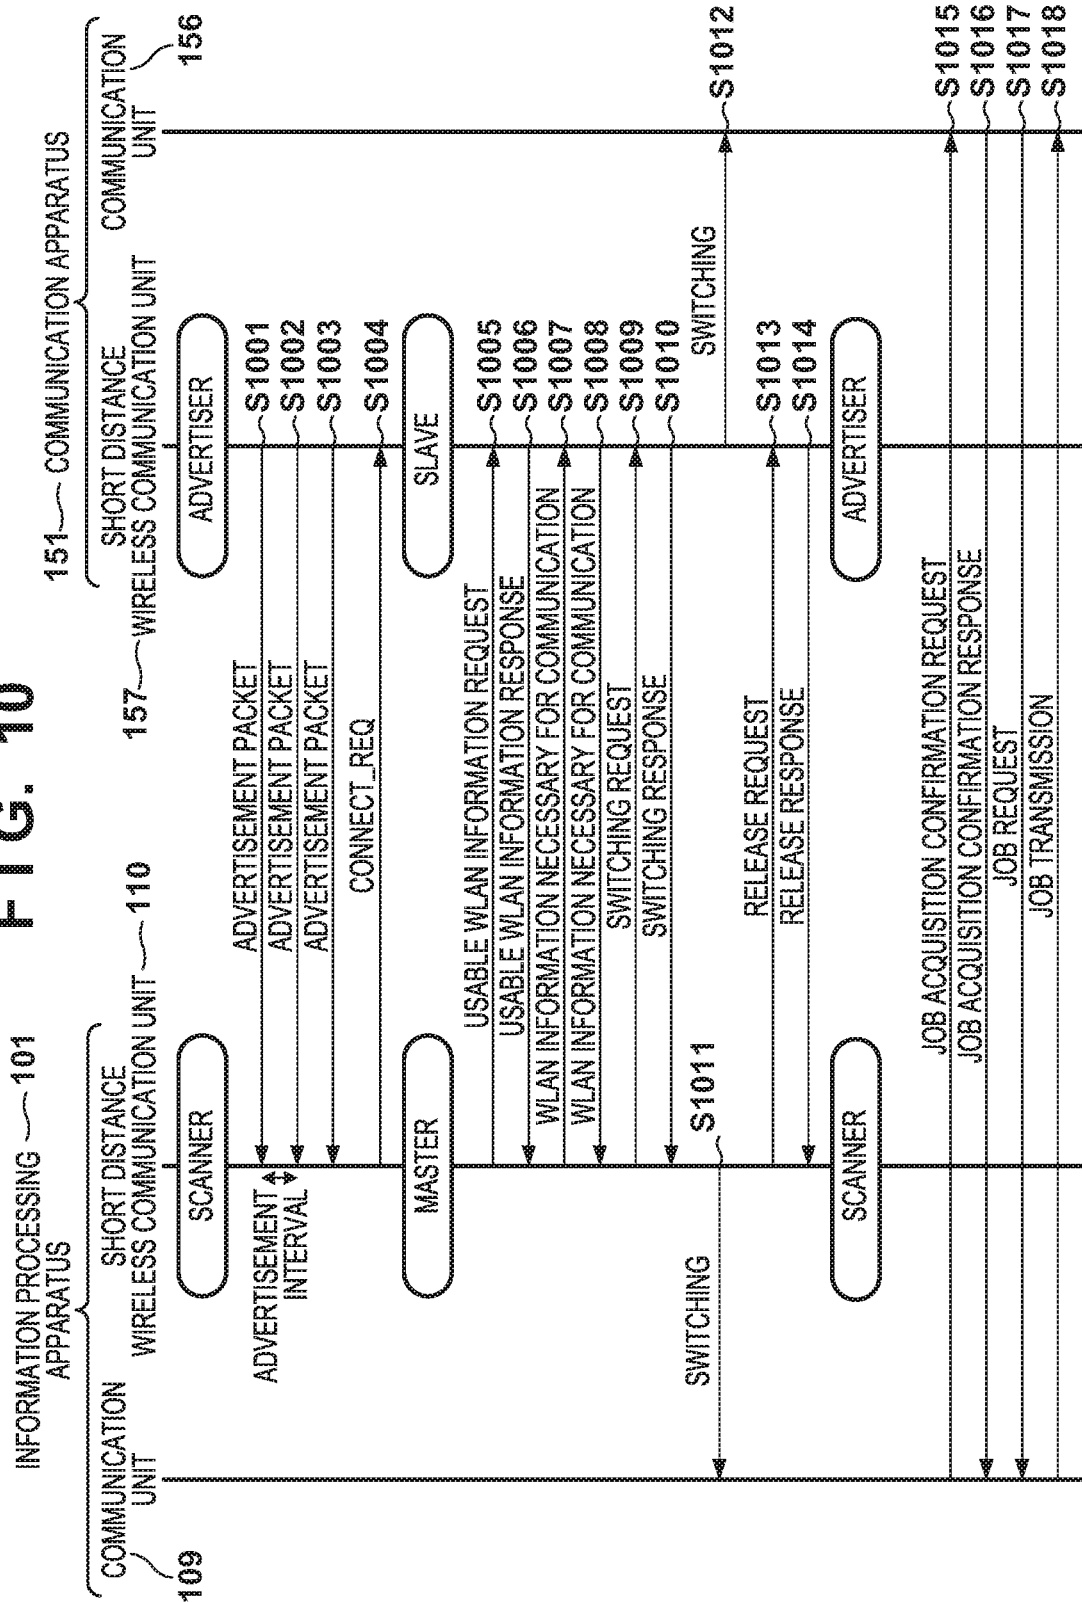 FIG. 10
INFORMATION PROCESSING
APPARATUS
101
151
COMMUNICATION APPARATUS
COMMUNICATION
UNIT
109
SHORT DISTANCE
WIRELESS COMMUNICATION UNIT
110
SHORT DISTANCE
WIRELESS COMMUNICATION UNIT
157
COMMUNICATION
UNIT
156
SCANNER
ADVERTISER
ADVERTISEMENT PACKET
S1001
ADVERTISEMENT PACKET
S1002
ADVERTISEMENT PACKET
S1003
ADVERTISEMENT
INTERVAL
CONNECT_REQ
S1004
MASTER
SLAVE
USABLE WLAN INFORMATION REQUEST
S1005
USABLE WLAN INFORMATION RESPONSE
S1006
WLAN INFORMATION NECESSARY FOR COMMUNICATION
S1007
WLAN INFORMATION NECESSARY FOR COMMUNICATION
S1008
SWITCHING REQUEST
S1009
SWITCHING RESPONSE
S1010
SWITCHING
S1011
SWITCHING
S1012
RELEASE REQUEST
S1013
RELEASE RESPONSE
S1014
SCANNER
ADVERTISER
JOB ACQUISITION CONFIRMATION REQUEST
S1015
JOB ACQUISITION CONFIRMATION RESPONSE
S1016
JOB REQUEST
S1017
JOB TRANSMISSION
S1018